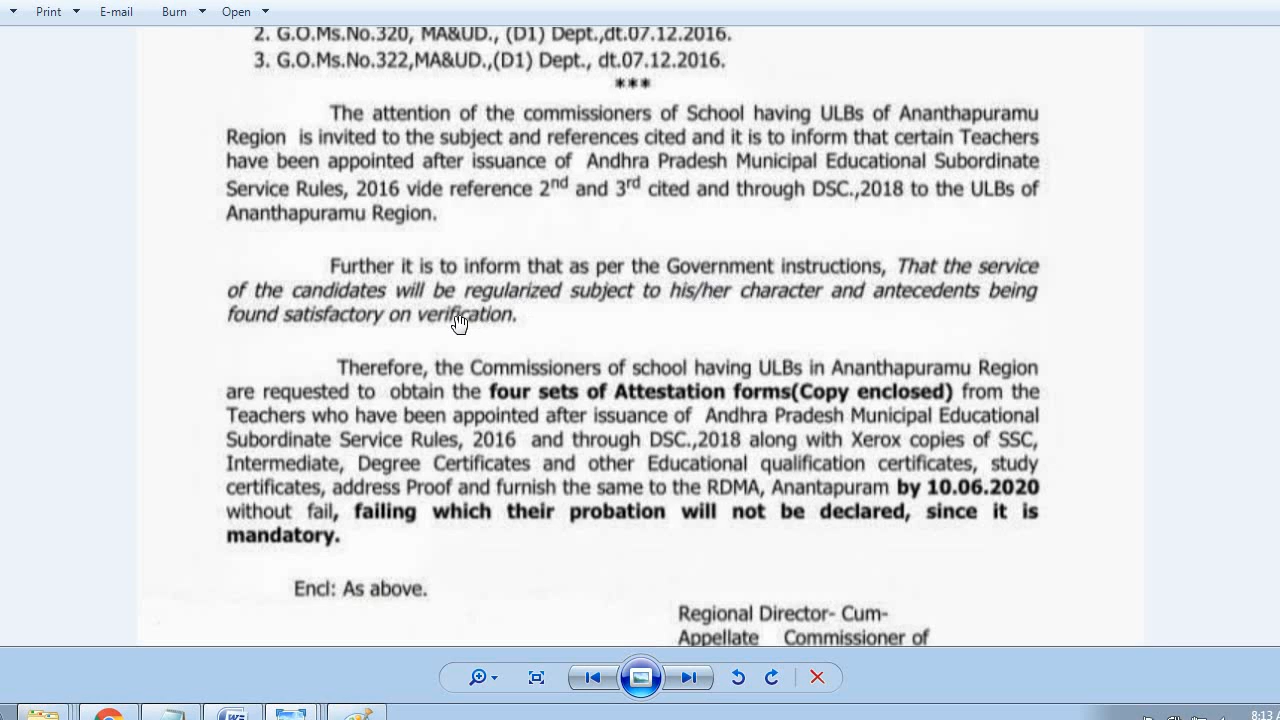 Print E-mail Burn Open
2. G.O.Ms.No.320, MA&UD., (D1) Dept.,dt.07.12.2016.
3. G.O.Ms.No.322,MA&UD.,(D1) Dept., dt.07.12.2016.
***
The attention of the commissioners of School having ULBs of Ananthapuramu
Region is invited to the subject and references cited and it is to inform that certain Teachers
have been appointed after issuance of Andhra Pradesh Municipal Educational Subordinate
Service Rules, 2016 vide reference 2nd and 3rd cited and through DSC.,2018 to the ULBs of
Ananthapuramu Region.
Further it is to inform that as per the Government instructions, That the service
of the candidates will be regularized subject to his/her character and antecedents being
found satisfactory on verification.
Therefore, the Commissioners of school having ULBs in Ananthapuramu Region
are requested to obtain the four sets of Attestation forms(Copy enclosed) from the
Teachers who have been appointed after issuance of Andhra Pradesh Municipal Educational
Subordinate Service Rules, 2016 and through DSC.,2018 along with Xerox copies of SSC,
Intermediate, Degree Certificates and other Educational qualification certificates, study
certificates, address Proof and furnish the same to the RDMA, Anantapuram by 10.06.2020
without fail, failing which their probation will not be declared, since it is
mandatory.
Encl: As above.
Regional Director- Cum-
Appellate Commissioner of